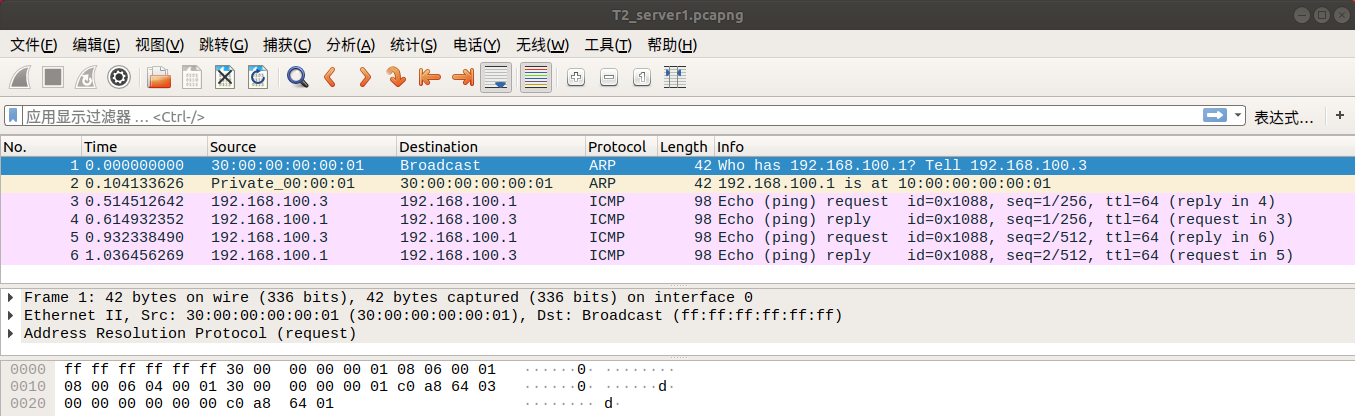 T2_server1.pcapng
文件(F) 编辑(E) 视图(V) 跳转(G) 捕获(C) 分析(A) 统计(S) 电话(Y) 无线(W) 工具(T) 帮助(H)
应用显示过滤器 … <Ctrl-/> 表达式… +
No. Time Source Destination Protocol Length Info
1 0.000000000 30:00:00:00:00:01 Broadcast ARP 42 Who has 192.168.100.1? Tell 192.168.100.3
2 0.104133626 Private_00:00:01 30:00:00:00:00:01 ARP 42 192.168.100.1 is at 10:00:00:00:00:01
3 0.514512642 192.168.100.3 192.168.100.1 ICMP 98 Echo (ping) request id=0x1088, seq=1/256, ttl=64 (reply in 4)
4 0.614932352 192.168.100.1 192.168.100.3 ICMP 98 Echo (ping) reply id=0x1088, seq=1/256, ttl=64 (request in 3)
5 0.932338490 192.168.100.3 192.168.100.1 ICMP 98 Echo (ping) request id=0x1088, seq=2/512, ttl=64 (reply in 6)
6 1.036456269 192.168.100.1 192.168.100.3 ICMP 98 Echo (ping) reply id=0x1088, seq=2/512, ttl=64 (request in 5)
Frame 1: 42 bytes on wire (336 bits), 42 bytes captured (336 bits) on interface 0
Ethernet II, Src: 30:00:00:00:00:01 (30:00:00:00:00:01), Dst: Broadcast (ff:ff:ff:ff:ff:ff)
Address Resolution Protocol (request)
0000 ff ff ff ff ff ff 30 00 00 00 00 01 08 06 00 01 ······0· ········
0010 08 00 06 04 00 01 30 00 00 00 00 01 c0 a8 64 03 ······0· ······d·
0020 00 00 00 00 00 00 c0 a8 64 01 ········ d·